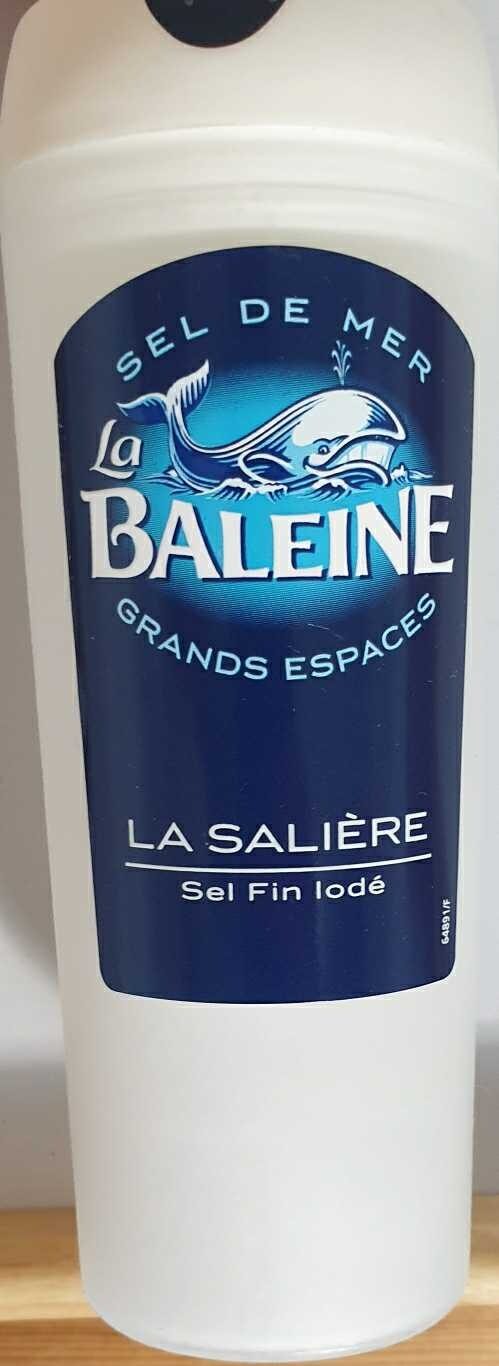 SEL DE MER
La
BALEINE
GRANDS ESPACES
LA SALIÈRE
Sel Fin Iodé
64891/F